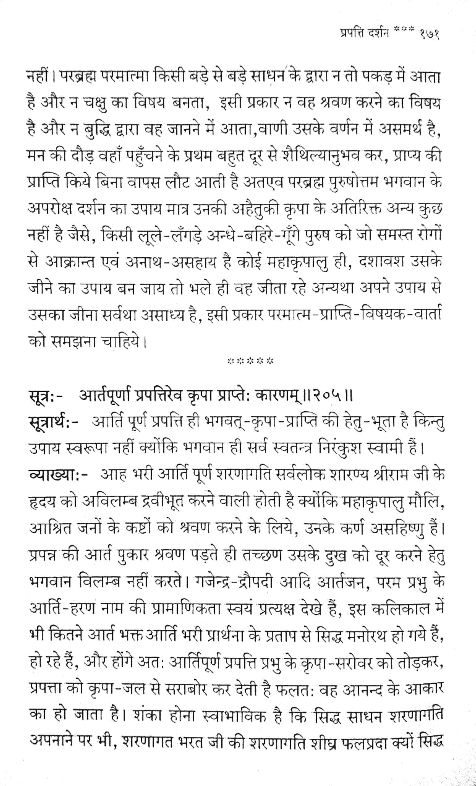 प्रपत्ति दर्शन *** १७१
नहीं। परब्रह्म परमात्मा किसी बड़े से बड़े साधन के द्वारा न तो पकड़ में आता
है और न चक्षु का विषय बनता, इसी प्रकार न वह श्रवण करने का विषय
है और न बुद्धि द्वारा वह जानने में आता,वाणी उसके वर्णन में असमर्थ है,
मन की दौड़ वहाँ पहुँचने के प्रथम बहुत दूर से शैथिल्यानुभव कर, प्राप्य की
प्राप्ति किये बिना वापस लौट आती है अतएव परब्रह्म पुरुषोत्तम भगवान के
अपरोक्ष दर्शन का उपाय मात्र उनकी अहैतुकी कृपा के अतिरिक्त अन्य कुछ
नहीं है जैसे, किसी लूले-लँगड़े अन्धे-बहिरे-गूँगे पुरुष को जो समस्त रोगों
से आक्रान्त एवं अनाथ-असहाय है कोई महाकृपालु ही, दशावश उसके
जीने का उपाय बन जाय तो भले ही वह जीता रहे अन्यथा अपने उपाय से
उसका जीना सर्वथा असाध्य है, इसी प्रकार परमात्म-प्राप्ति-विषयक-वार्ता
को समझना चाहिये।
*****
सूत्र:- आर्तपूर्णा प्रपत्तिरेव कृपा प्राप्ते: कारणम्॥२०५॥
सूत्रार्थ:- आर्ति पूर्ण प्रपत्ति ही भगवत्-कृपा-प्राप्ति की हेतु-भूता है किन्तु
उपाय स्वरूपा नहीं क्योंकि भगवान ही सर्व स्वतन्त्र निरंकुश स्वामी हैं।
व्याख्या:- आह भरी आर्ति पूर्ण शरणागति सर्वलोक शारण्य श्रीराम जी के
हृदय को अविलम्ब द्रवीभूत करने वाली होती है क्योंकि महाकृपालु मौलि,
आश्रित जनों के कष्टों को श्रवण करने के लिये, उनके कर्ण असहिष्णु हैं।
प्रपन्न की आर्त पुकार श्रवण पड़ते ही तच्छण उसके दुख को दूर करने हेतु
भगवान विलम्ब नहीं करते। गजेन्द्र-द्रौपदी आदि आर्तजन, परम प्रभु के
आर्ति-हरण नाम की प्रामाणिकता स्वयं प्रत्यक्ष देखे हैं, इस कलिकाल में
भी कितने आर्त भक्त आर्ति भरी प्रार्थना के प्रताप से सिद्ध मनोरथ हो गये हैं,
हो रहे हैं, और होंगे अत: आर्तिपूर्ण प्रपत्ति प्रभु के कृपा-सरोवर को तोड़कर,
प्रपत्ता को कृपा-जल से सराबोर कर देती है फलत: वह आनन्द के आकार
का हो जाता है। शंका होना स्वाभाविक है कि सिद्ध साधन शरणागति
अपनाने पर भी, शरणागत भरत जी की शरणागति शीघ्र फलप्रदा क्यों सिद्ध